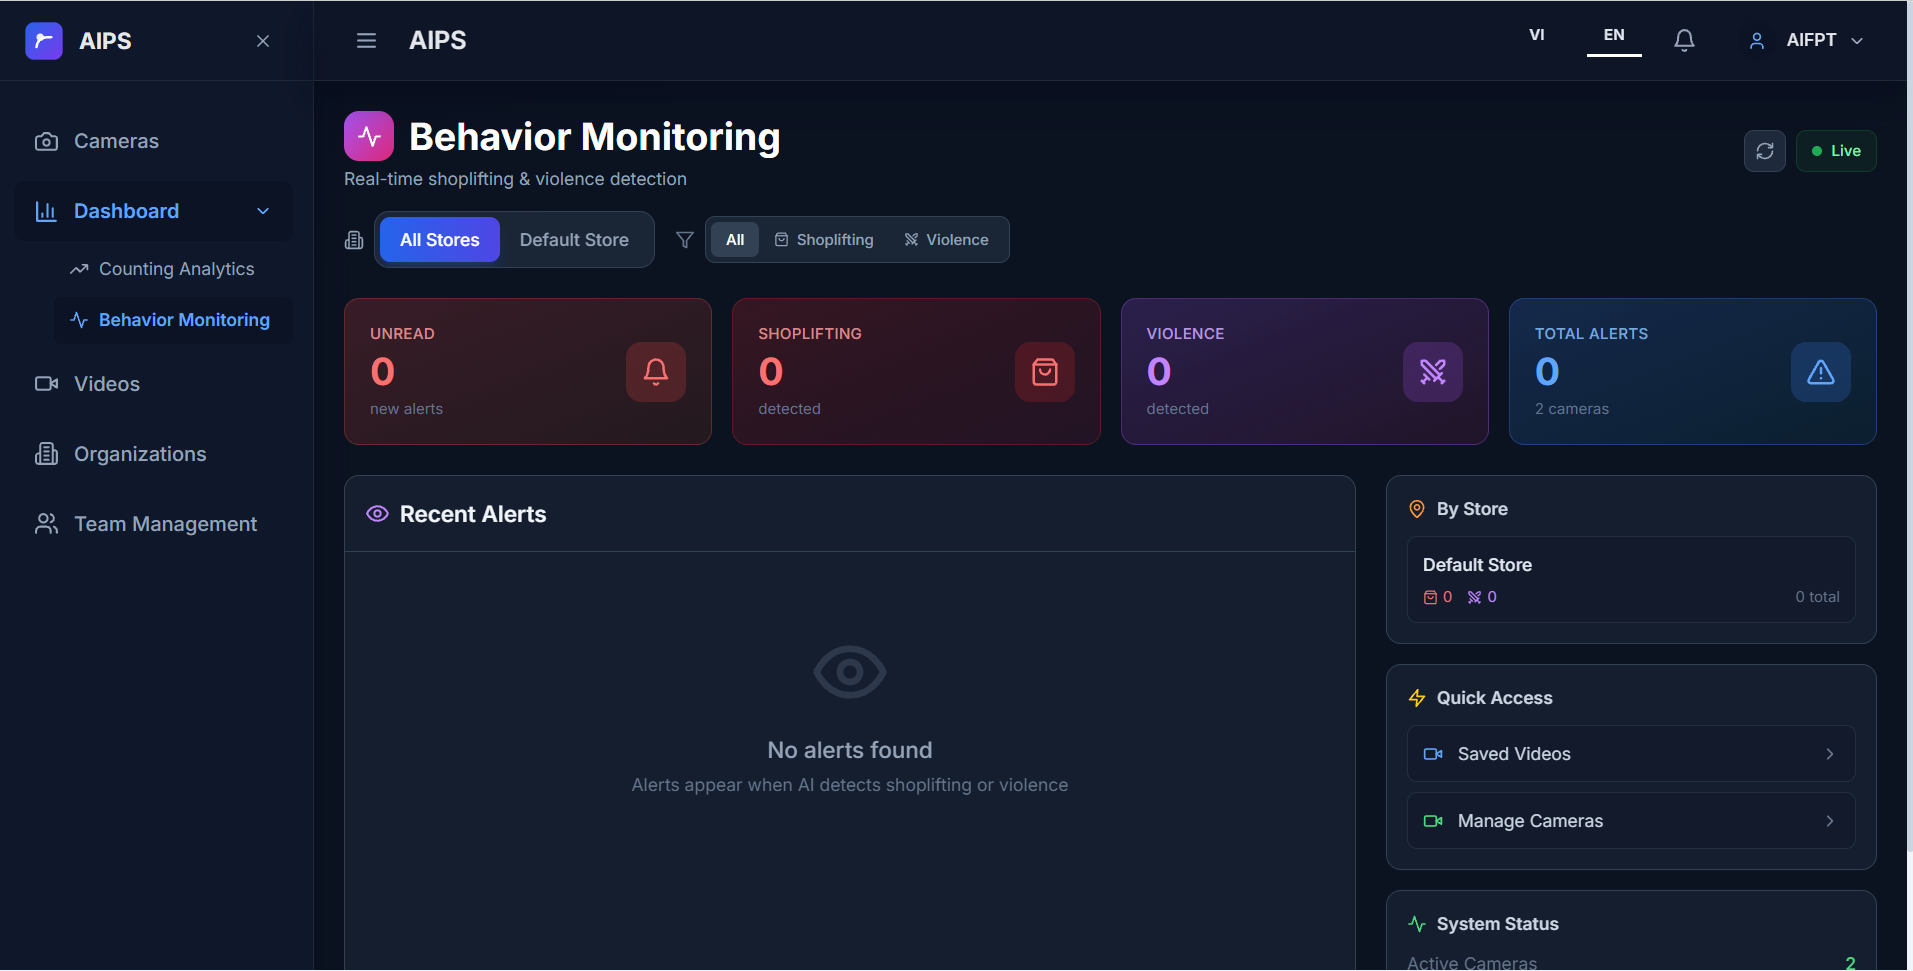 AIPS
AIPS
VI
EN
AIFPT
Cameras
Dashboard
Counting Analytics
Behavior Monitoring
Videos
Organizations
Team Management
Behavior Monitoring
Real-time shoplifting & violence detection
Live
All Stores
Default Store
All
Shoplifting
Violence
UNREAD
0
new alerts
SHOPLIFTING
0
detected
VIOLENCE
0
detected
TOTAL ALERTS
0
2 cameras
Recent Alerts
No alerts found
Alerts appear when AI detects shoplifting or violence
By Store
Default Store
0 0 0 total
Quick Access
Saved Videos
Manage Cameras
System Status
Active Cameras 2